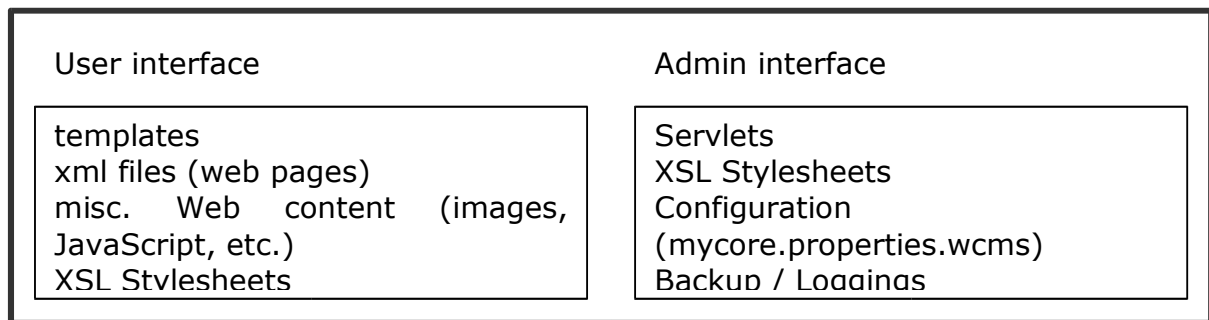 User interface
templates
xml files (web pages)
misc. Web content (images,
JavaScript, etc.)
XSL Stylesheets
Admin interface
Servlets
XSL Stylesheets
Configuration
(mycore.properties.wcms)
Backup / Loggings